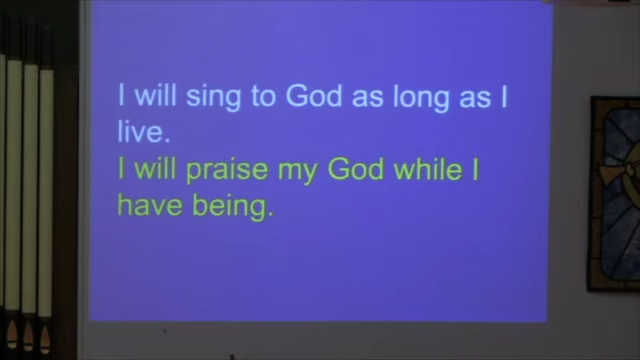 I will sing to God as long as I
live.
I will praise my God while I
have being.